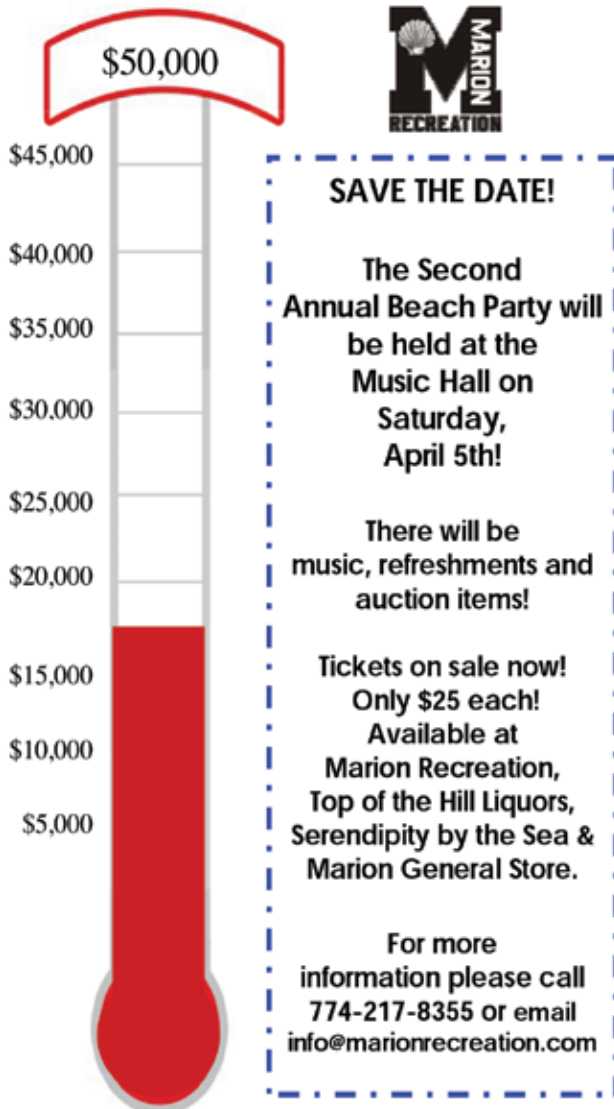 $50,000
$45,000
$40,000
$35,000
$30,000
$25,000
$20,000
$15,000
$10,000
$5,000
MARION
RECREATION
SAVE THE DATE!
The Second
Annual Beach Party will
be held at the
Music Hall on
Saturday,
April 5th!
There will be
music, refreshments and
auction items!
Tickets on sale now!
Only $25 each!
Available at
Marion Recreation,
Top of the Hill Liquors,
Serendipity by the Sea &
Marion General Store.
For more
information please call
774-217-8355 or email
info@marionrecreation.com